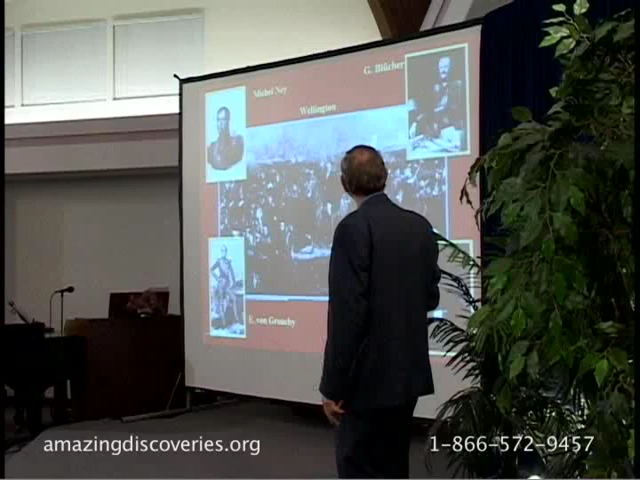 G. Blücher
Michel Ney
Wellington
E. von Grouchy
amazingdiscoveries.org
1-866-572-9457